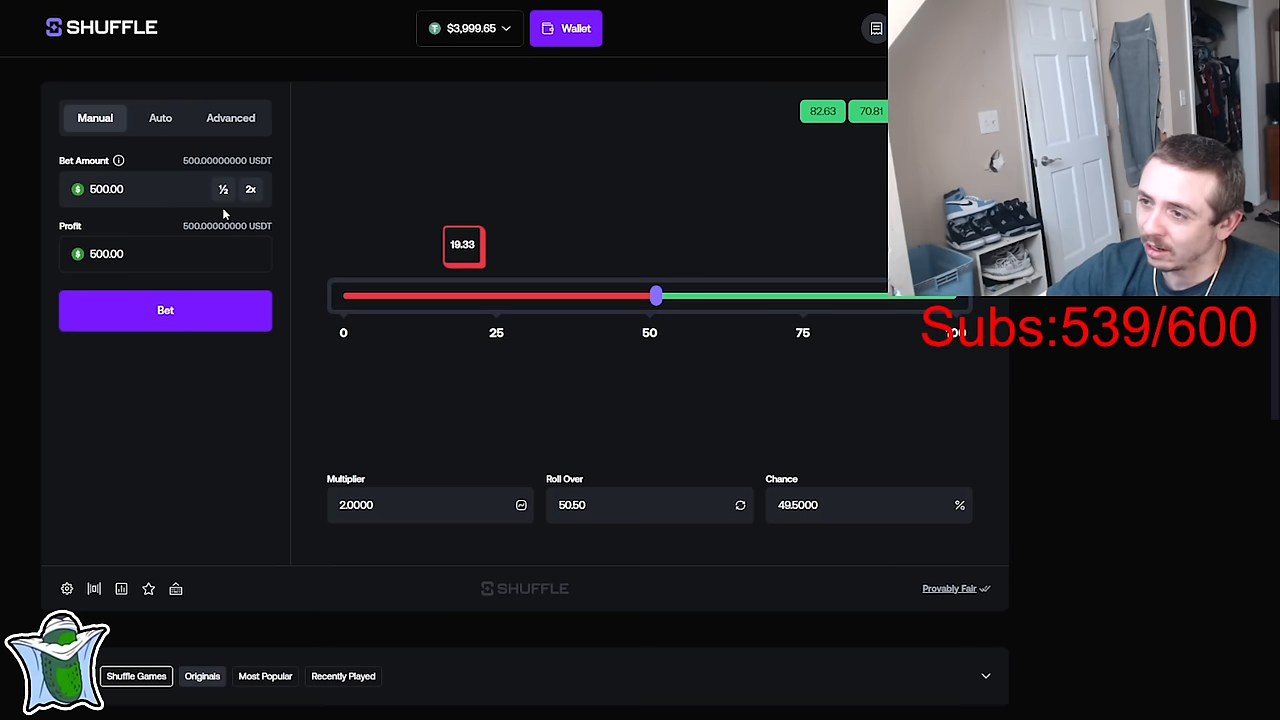 SHUFFLE
$3,999.65
Wallet
Manual
Auto
Advanced
82.63
70.81
Bet Amount
500.00000000 USDT
500.00
½
2x
Profit
500.00000000 USDT
500.00
19.33
Bet
0
25
50
75
100
Subs:539/600
Multiplier
Roll Over
Chance
2.0000
50.50
49.5000
%
SHUFFLE
Provably Fair
Shuffle Games
Originals
Most Popular
Recently Played